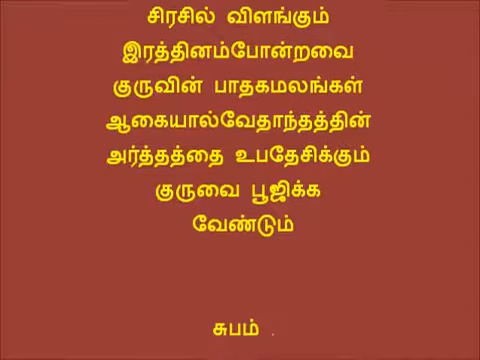 சிரசில் விளங்கும்
இரத்தினம்போன்றவை
குருவின் பாதகமலங்கள்
ஆகையால்வேதாந்தத்தின்
அர்த்தத்தை உபதேசிக்கும்
குருவை பூஜிக்க
வேண்டும்
சுபம் .